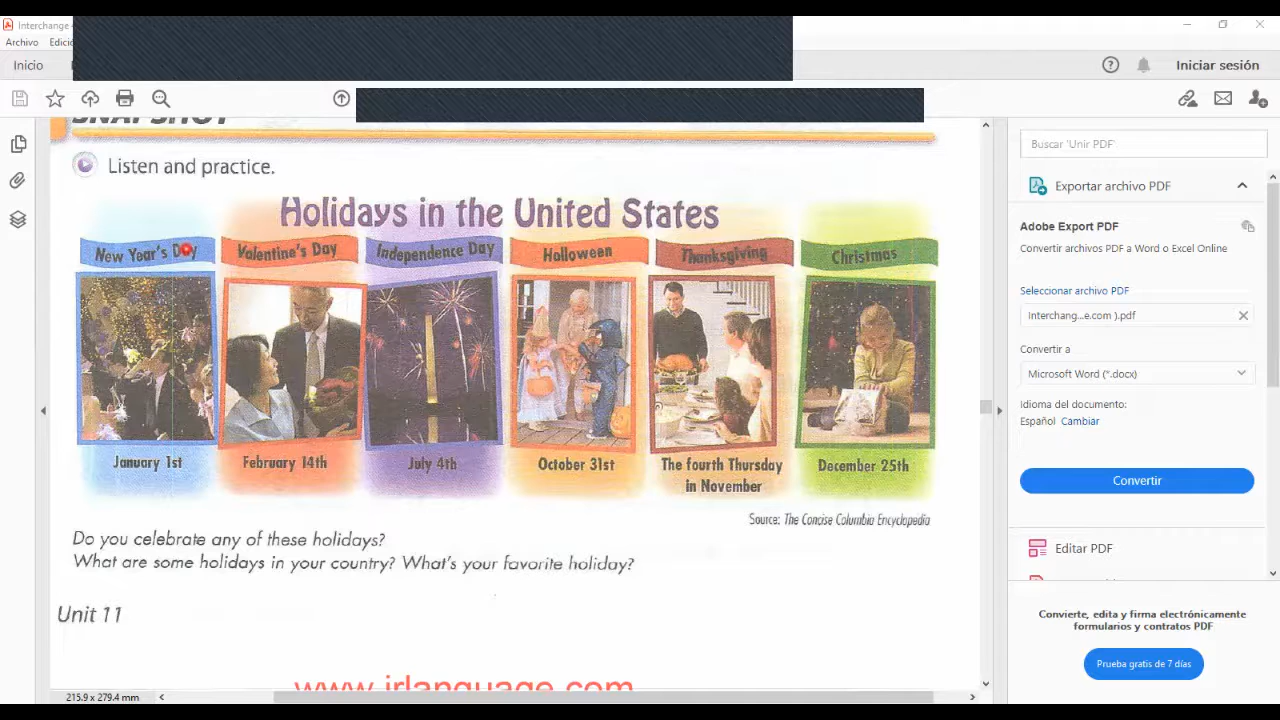 Interchange
Archivo Edici
Inicio
Iniciar sesión
SNAPSHOT
Listen and practice.
Holidays in the United States
New Year's Day Valentine's Day Independence Day Halloween Thanksgiving Christmas
January 1st February 14th July 4th October 31st The fourth Thursday in November December 25th
Source: The Concise Columbia Encyclopedia
Do you celebrate any of these holidays?
What are some holidays in your country? What's your favorite holiday?
Unit 11
www.irlanguage.com
215.9 x 279.4 mm
Buscar 'Unir PDF'
Exportar archivo PDF
Adobe Export PDF
Convertir archivos PDF a Word o Excel Online
Seleccionar archivo PDF
Interchang...e.com ).pdf
Convertir a
Microsoft Word (*.docx)
Idioma del documento:
Español Cambiar
Convertir
Editar PDF
Convierte, edita y firma electrónicamente
formularios y contratos PDF
Prueba gratis de 7 días